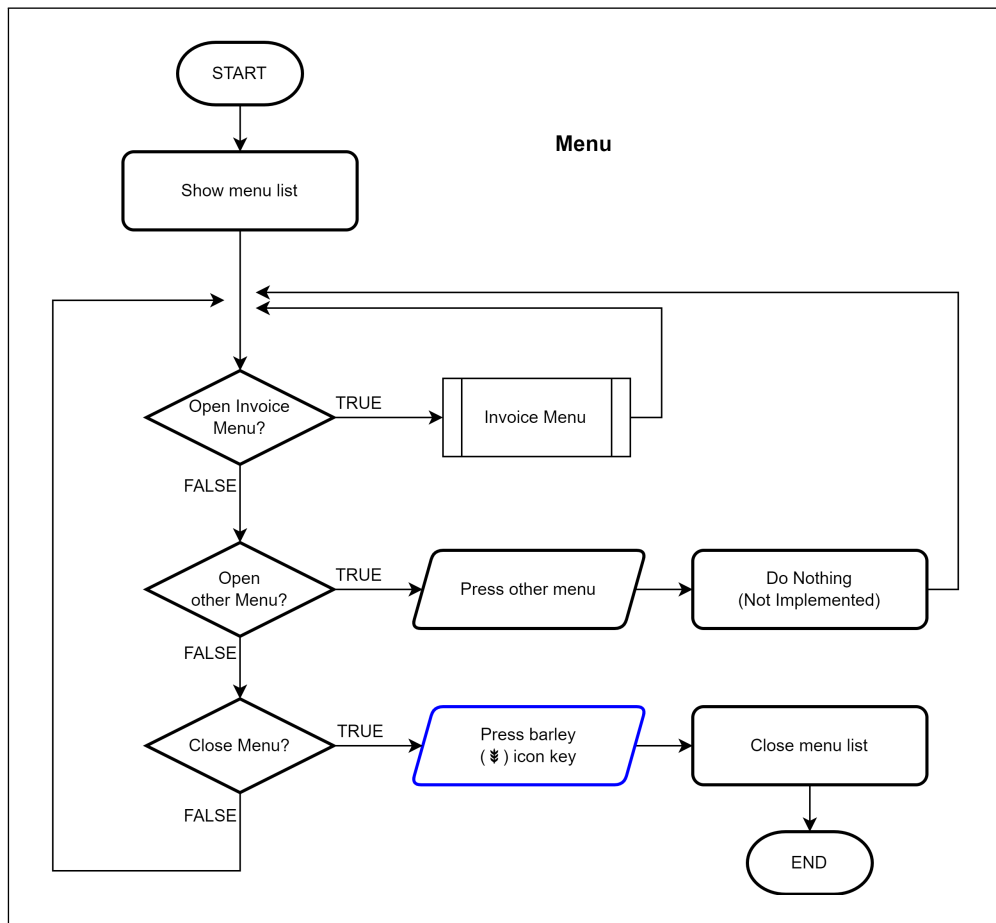 START
Menu
Show menu list
Open Invoice
Menu?
TRUE
Invoice Menu
FALSE
Open
other Menu?
TRUE
Press other menu
Do Nothing
(Not Implemented)
FALSE
Close Menu?
TRUE
Press barley
( ) icon key
Close menu list
FALSE
END